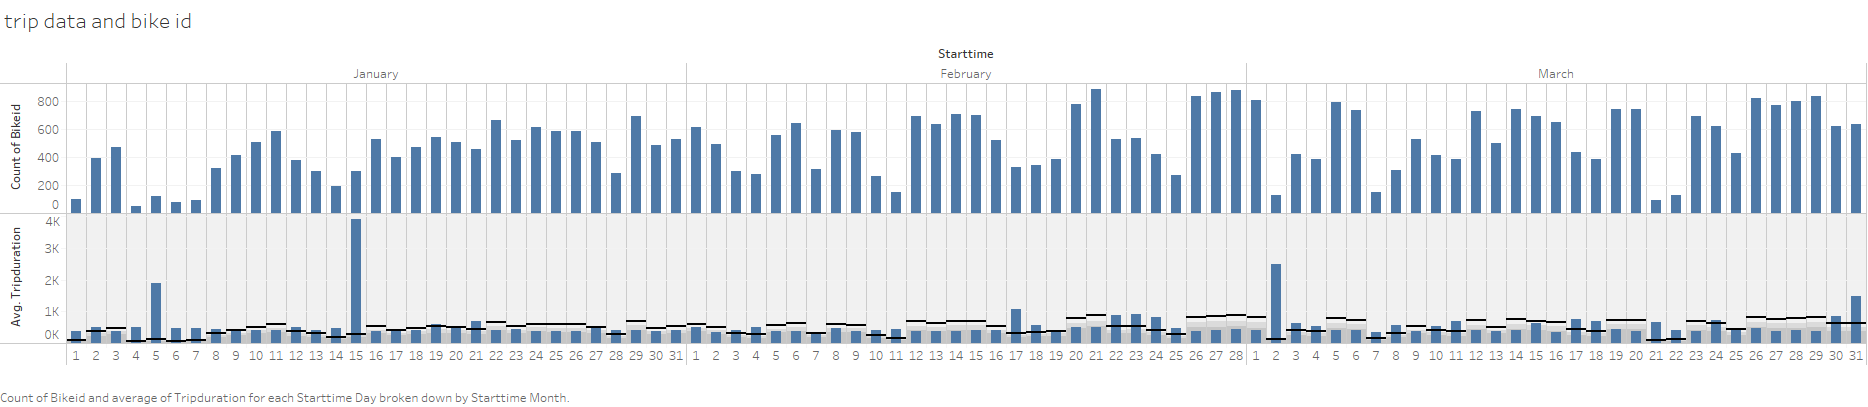 trip data and bike id
Starttime
January February March
Count of Bikeid
800
600
400
200
0
Avg. Tripduration
4K
3K
2K
1K
0K
1 2 3 4 5 6 7 8 9 10 11 12 13 14 15 16 17 18 19 20 21 22 23 24 25 26 27 28 29 30 31 1 2 3 4 5 6 7 8 9 10 11 12 13 14 15 16 17 18 19 20 21 22 23 24 25 26 27 28 1 2 3 4 5 6 7 8 9 10 11 12 13 14 15 16 17 18 19 20 21 22 23 24 25 26 27 28 29 30 31
Count of Bikeid and average of Tripduration for each Starttime Day broken down by Starttime Month.